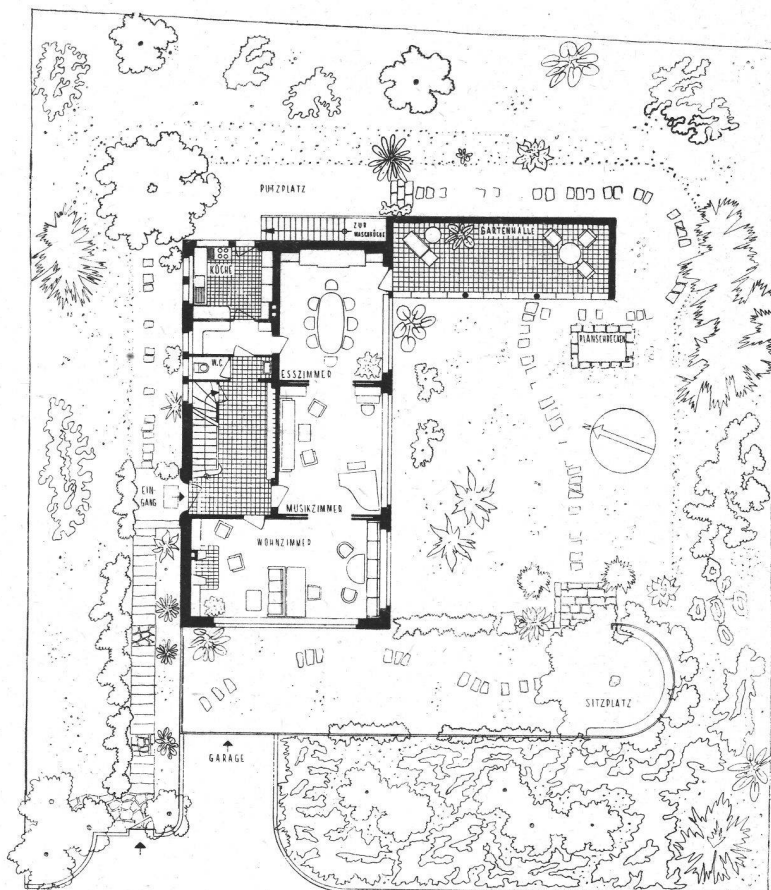 PUTZPLATZ
ZUR
WASCHKÜCHE
GARTENHALLE
KÜCHE
PLANSCHBECKEN
W.C.
ESSZIMMER
N
EIN-
GANG
MUSIKZIMMER
WOHNZIMMER
SITZPLATZ
GARAGE